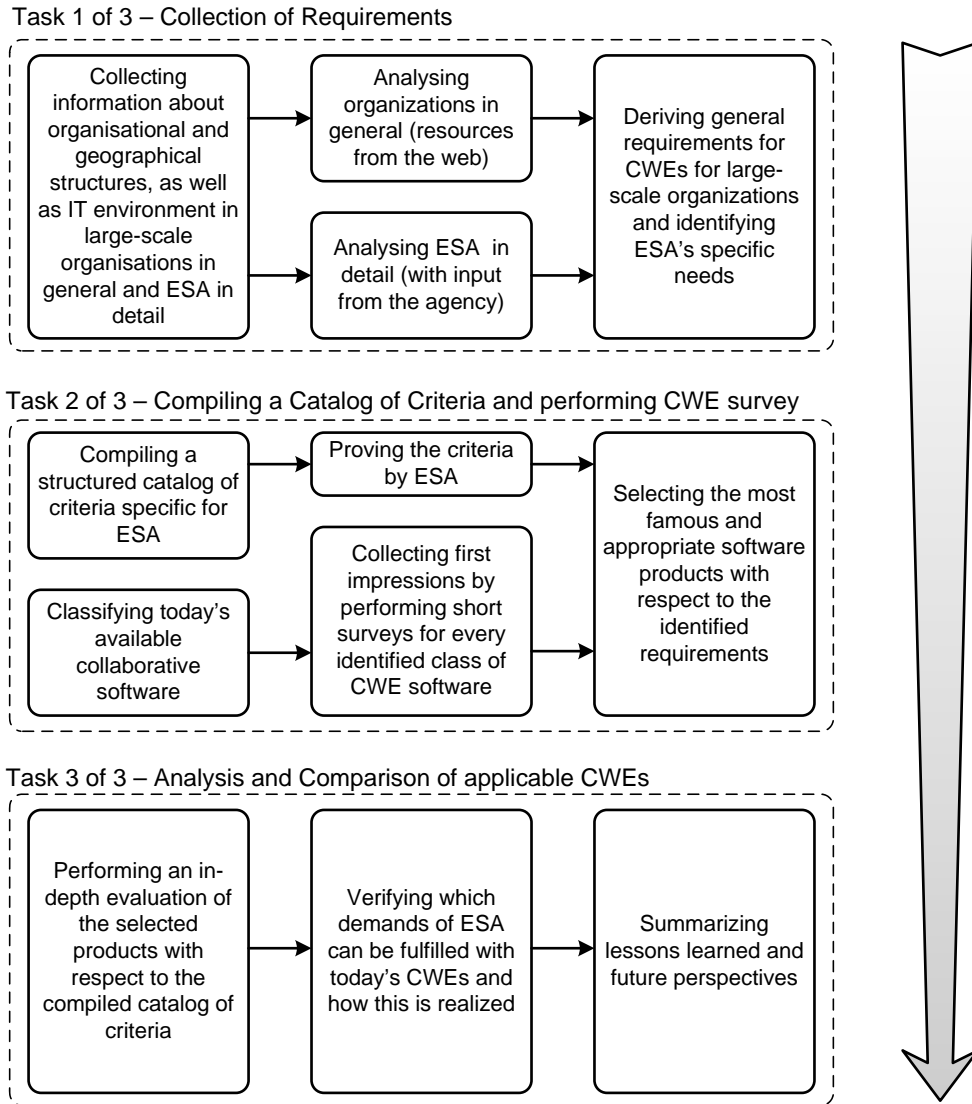 Task 1 of 3 – Collection of Requirements
Collecting
information about
organisational and
geographical
structures, as well
as IT environment in
large-scale
organisations in
general and ESA in
detail
Analysing
organizations in
general (resources
from the web)
Analysing ESA in
detail (with input
from the agency)
Deriving general
requirements for
CWEs for large-
scale organizations
and identifying
ESA's specific
needs
Task 2 of 3 – Compiling a Catalog of Criteria and performing CWE survey
Compiling a
structured catalog of
criteria specific for
ESA
Proving the criteria
by ESA
Classifying today's
available
collaborative
software
Collecting first
impressions by
performing short
surveys for every
identified class of
CWE software
Selecting the most
famous and
appropriate software
products with
respect to the
identified
requirements
Task 3 of 3 – Analysis and Comparison of applicable CWEs
Performing an in-
depth evaluation of
the selected
products with
respect to the
compiled catalog of
criteria
Verifying which
demands of ESA
can be fulfilled with
today's CWEs and
how this is realized
Summarizing
lessons learned and
future perspectives